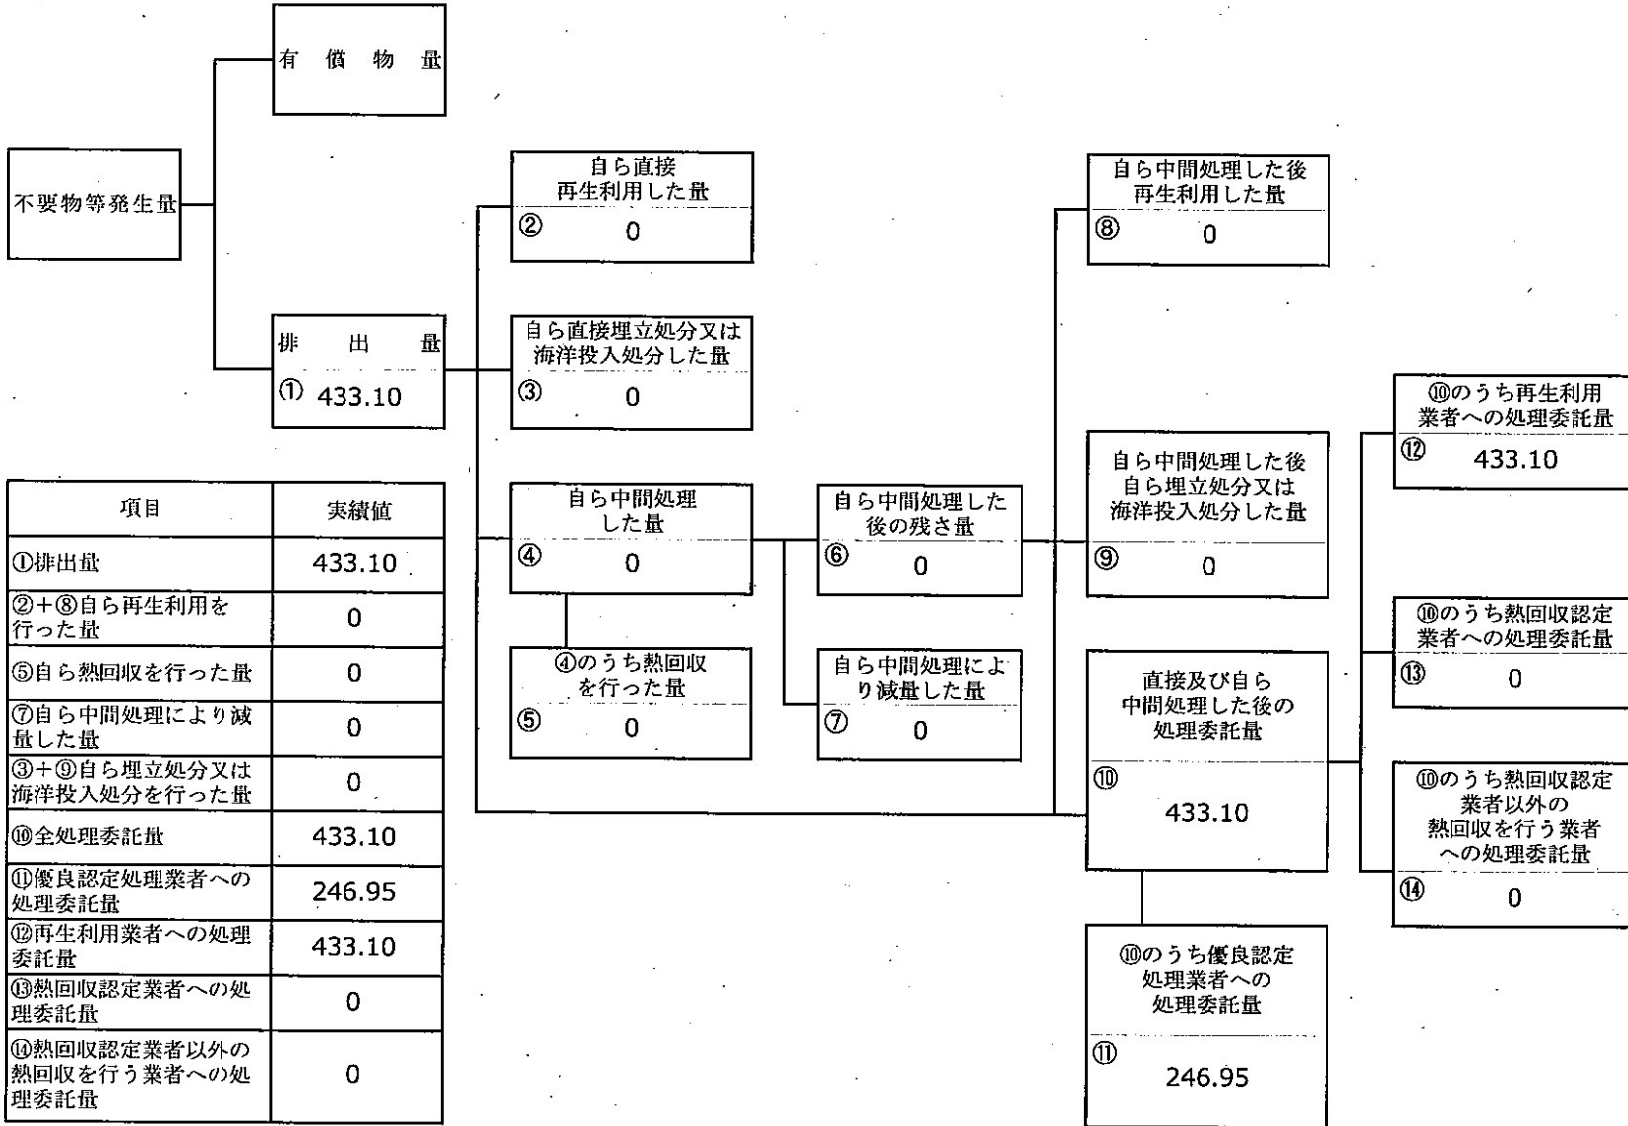 有償物量
不要物等発生量
排出量
① 433.10
自ら直接
再生利用した量
② 0
自ら直接埋立処分又は
海洋投入処分した量
③ 0
自ら中間処理
した量
④ 0
④のうち熱回収
を行った量
⑤ 0
自ら中間処理した
後の残さ量
⑥ 0
自ら中間処理によ
り減量した量
⑦ 0
自ら中間処理した後
再生利用した量
⑧ 0
自ら中間処理した後
自ら埋立処分又は
海洋投入処分した量
⑨ 0
直接及び自ら
中間処理した後の
処理委託量
⑩
433.10
⑩のうち優良認定
処理業者への
処理委託量
⑪
246.95
⑩のうち再生利用
業者への処理委託量
⑫ 433.10
⑩のうち熱回収認定
業者への処理委託量
⑬ 0
⑩のうち熱回収認定
業者以外の
熱回収を行う業者
への処理委託量
⑭ 0
項目 実績値
①排出量 433.10
②+⑧自ら再生利用を
行った量 0
⑤自ら熱回収を行った量 0
⑦自ら中間処理により減
量した量 0
③+⑨自ら埋立処分又は
海洋投入処分を行った量 0
⑩全処理委託量 433.10
⑪優良認定処理業者への
処理委託量 246.95
⑫再生利用業者への処理
委託量 433.10
⑬熱回収認定業者への処
理委託量 0
⑭熱回収認定業者以外の
熱回収を行う業者への処
理委託量 0